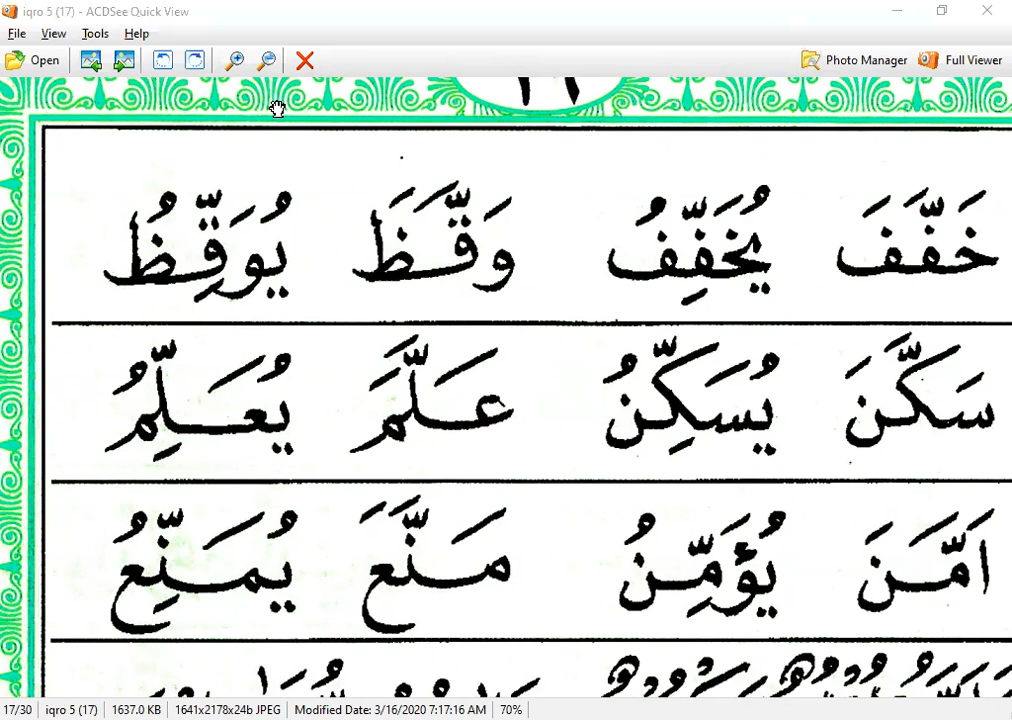 iqro 5 (17) - ACDSee Quick View
File View Tools Help
Open Photo Manager Full Viewer
١٦
خَفَّفَ يُخَفِّفُ وَقَّظَ يُوَقِّظُ
سَكَّنَ يُسَكِّنُ عَلَّمَ يُعَلِّمُ
اَمَّنَ يُؤَمِّنُ مَنَّعَ يُمَنِّعُ
17/30 iqro 5 (17) 1637.0 KB 1641x2178x24b JPEG Modified Date: 3/16/2020 7:17:16 AM 70%